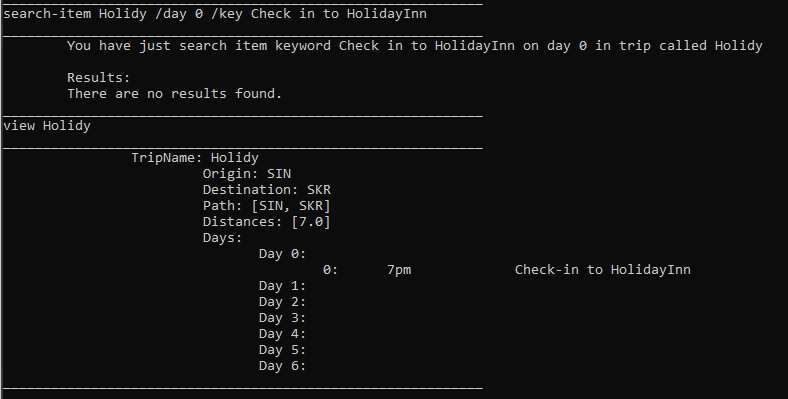 search-item Holidy /day 0 /key Check in to HolidayInn
You have just search item keyword Check in to HolidayInn on day 0 in trip called Holidy
Results:
There are no results found.
view Holidy
TripName: Holidy
Origin: SIN
Destination: SKR
Path: [SIN, SKR]
Distances: [7.0]
Days:
Day 0:
0: 7pm Check-in to HolidayInn
Day 1:
Day 2:
Day 3:
Day 4:
Day 5:
Day 6: